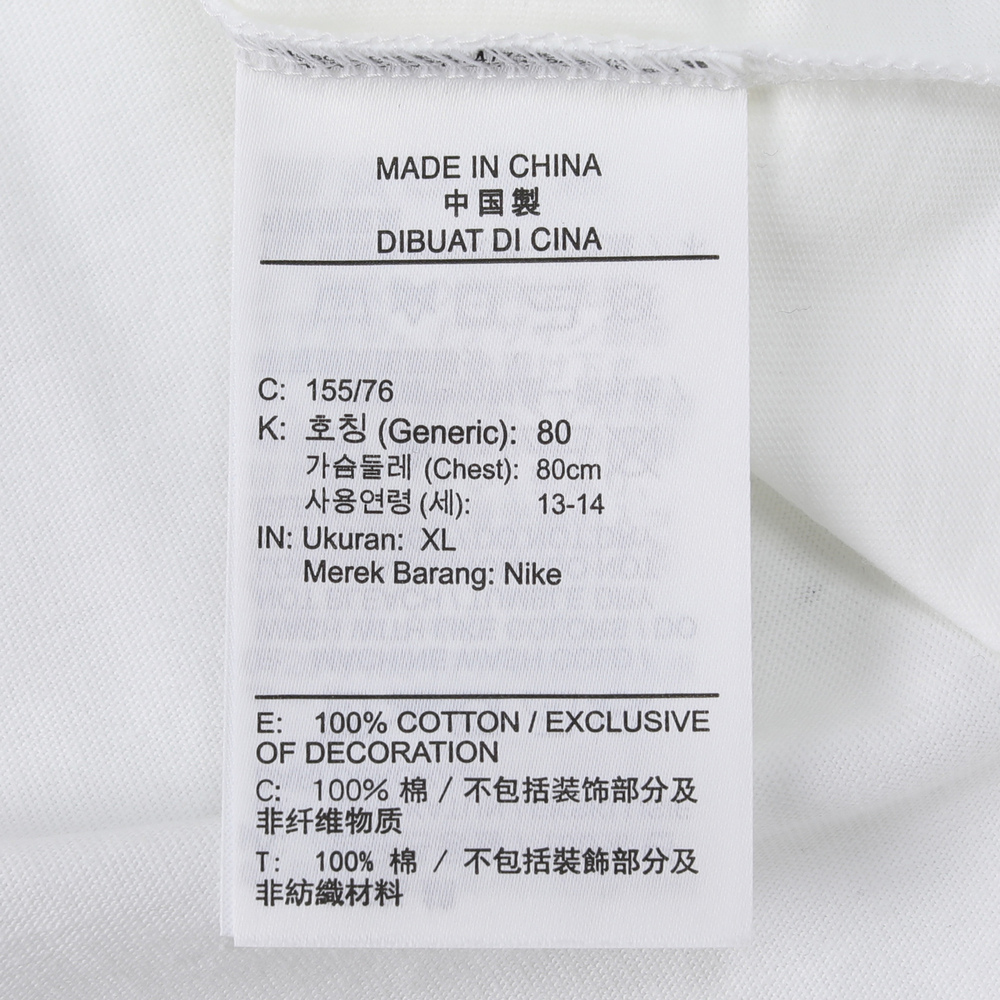 MADE IN CHINA
中国製
DIBUAT DI CINA
C: 155/76
K: 호칭 (Generic): 80
가슴둘레 (Chest): 80cm
사용연령 (세): 13-14
IN: Ukuran: XL
Merek Barang: Nike
E: 100% COTTON / EXCLUSIVE
OF DECORATION
C: 100% 棉 / 不包括装饰部分及
非纤维物质
T: 100% 棉 / 不包括裝飾部分及
非紡織材料